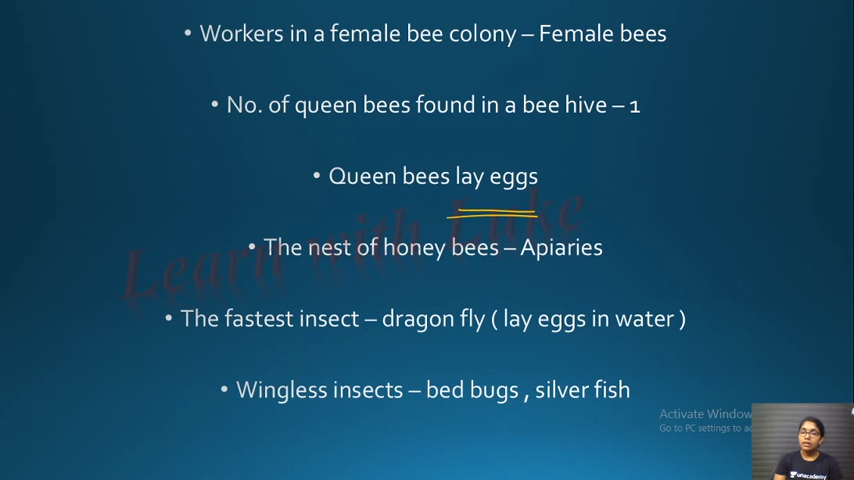 • Workers in a female bee colony – Female bees
• No. of queen bees found in a bee hive – 1
• Queen bees lay eggs
Learn with Luke
• The nest of honey bees – Apiaries
• The fastest insect – dragon fly ( lay eggs in water )
• Wingless insects – bed bugs , silver fish
Activate Window
Go to PC settings to ac
unacademy